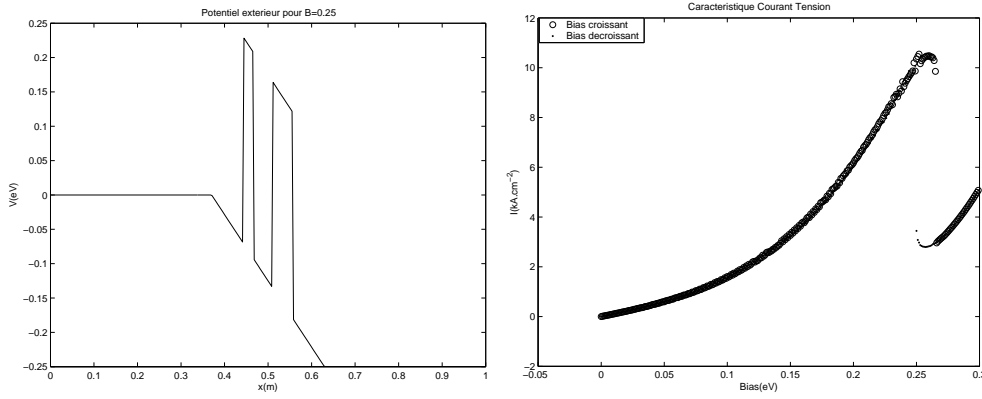 Potentiel exterieur pour B=0.25
0.25
0.2
0.15
0.1
0.05
0
−0.05
−0.1
−0.15
−0.2
−0.25
V(eV)
0 0.1 0.2 0.3 0.4 0.5 0.6 0.7 0.8 0.9 1
x(m)
Caracteristique Courant Tension
Bias croissant
Bias decroissant
12
10
8
6
4
2
0
−2
I(kA.cm−2)
−0.05 0 0.05 0.1 0.15 0.2 0.25 0.3
Bias(eV)